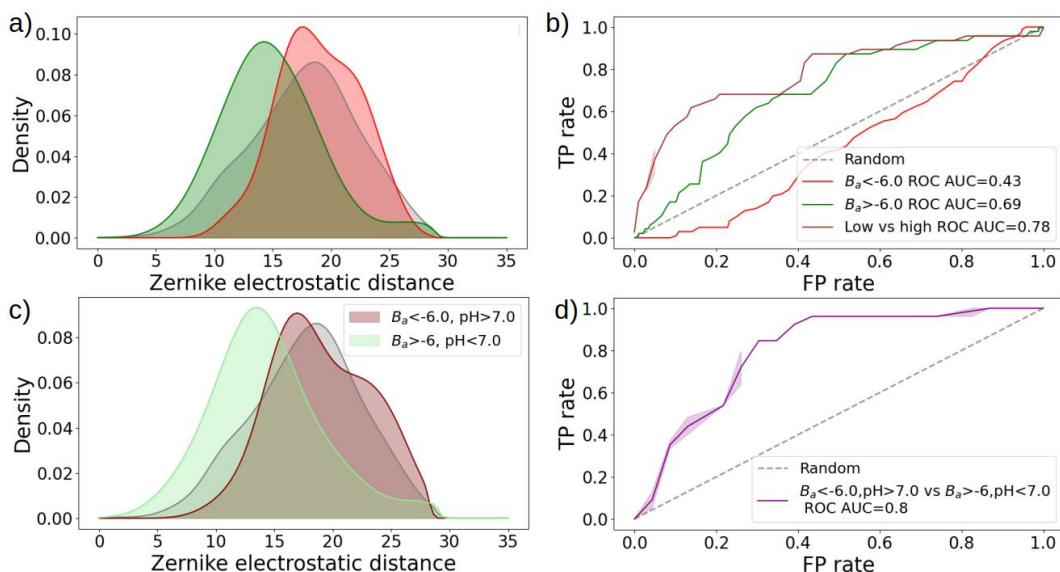 a)
0.10
0.08
0.06
0.04
0.02
0.00
Density
0 5 10 15 20 25 30 35
Zernike electrostatic distance
b)
1.0
0.8
0.6
0.4
0.2
0.0
TP rate
Random
Ba<-6.0 ROC AUC=0.43
Ba>-6.0 ROC AUC=0.69
Low vs high ROC AUC=0.78
0.0 0.2 0.4 0.6 0.8 1.0
FP rate
c)
0.08
0.06
0.04
0.02
0.00
Density
Ba<-6.0, pH>7.0
Ba>-6, pH<7.0
0 5 10 15 20 25 30 35
Zernike electrostatic distance
d)
1.0
0.8
0.6
0.4
0.2
0.0
TP rate
Random
Ba<-6.0,pH>7.0 vs Ba>-6,pH<7.0
ROC AUC=0.8
0.0 0.2 0.4 0.6 0.8 1.0
FP rate